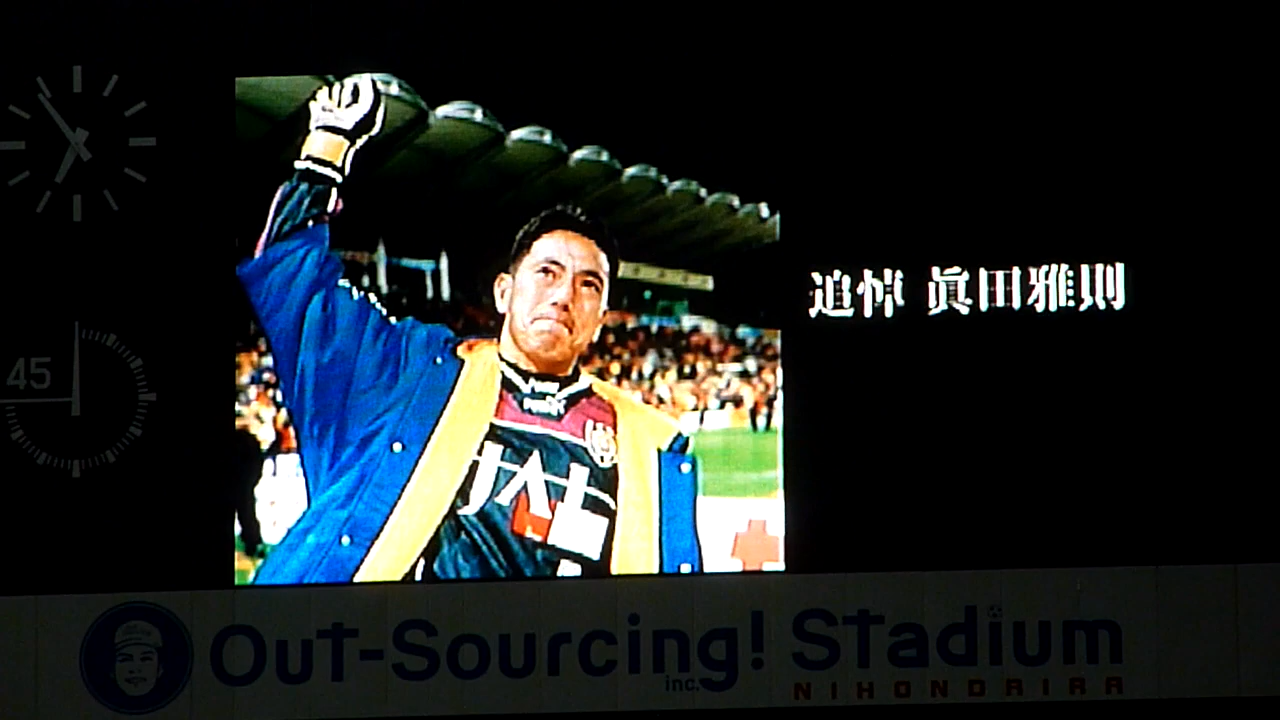 追悼 眞田雅則
45
JAL
Out-Sourcing! Stadium
inc.
NIHONDAIRA